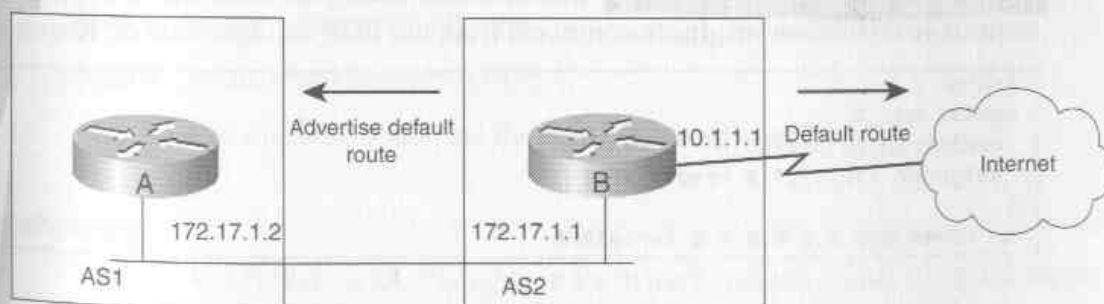 Advertise default
route
10.1.1.1
Default route
Internet
A
B
172.17.1.2
172.17.1.1
AS1
AS2